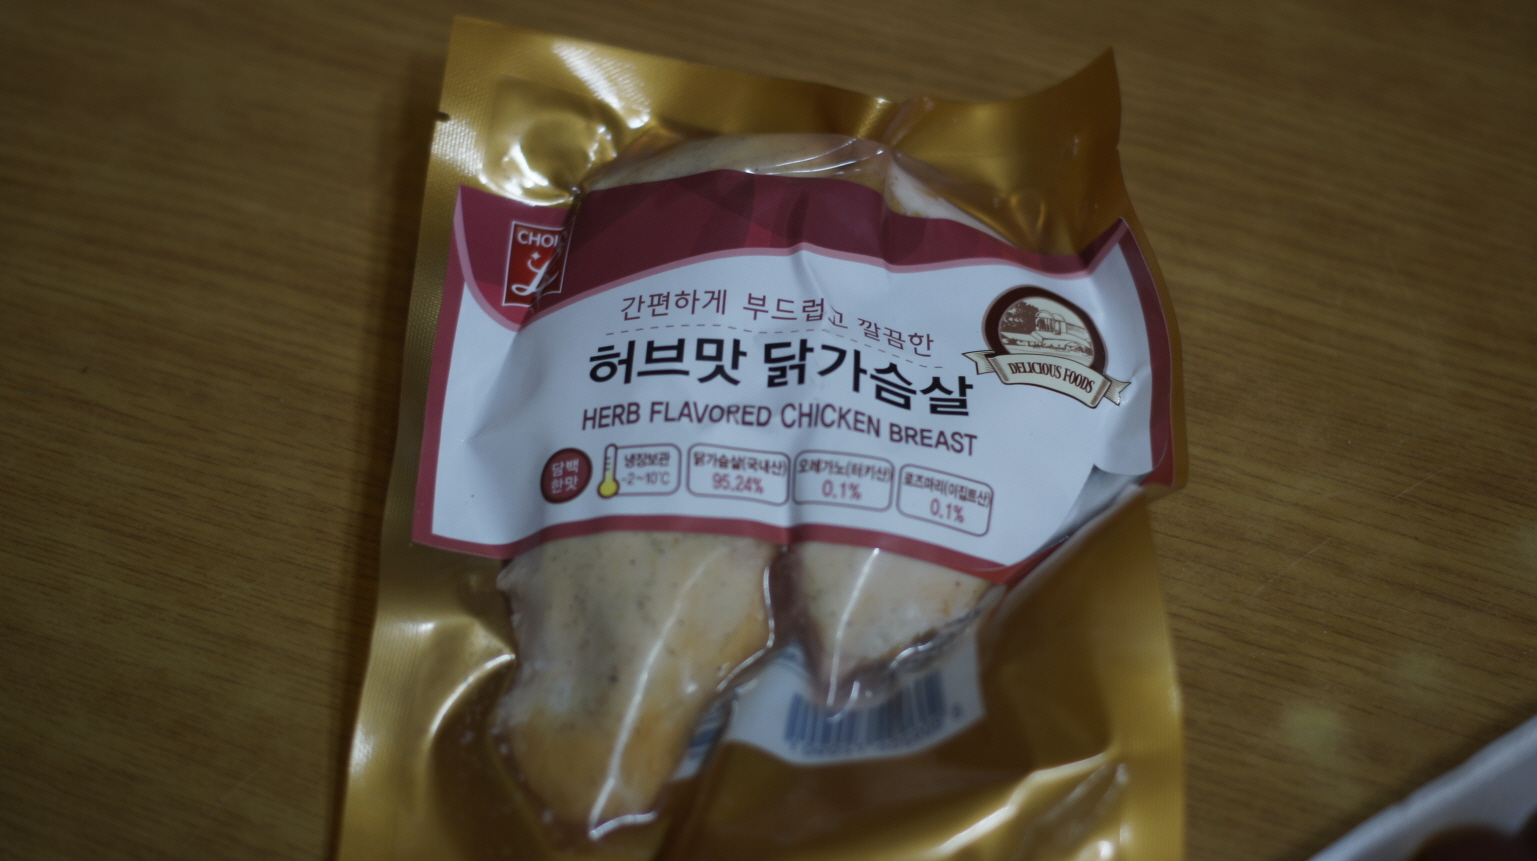 CHOI
L
간편하게 부드럽고 깔끔한
허브맛 닭가슴살
HERB FLAVORED CHICKEN BREAST
DELICIOUS FOODS
담백
한맛
냉장보관
-2~10℃
닭가슴살(국내산)
95.24%
오레가노(터키산)
0.1%
로즈마리(이집트산)
0.1%